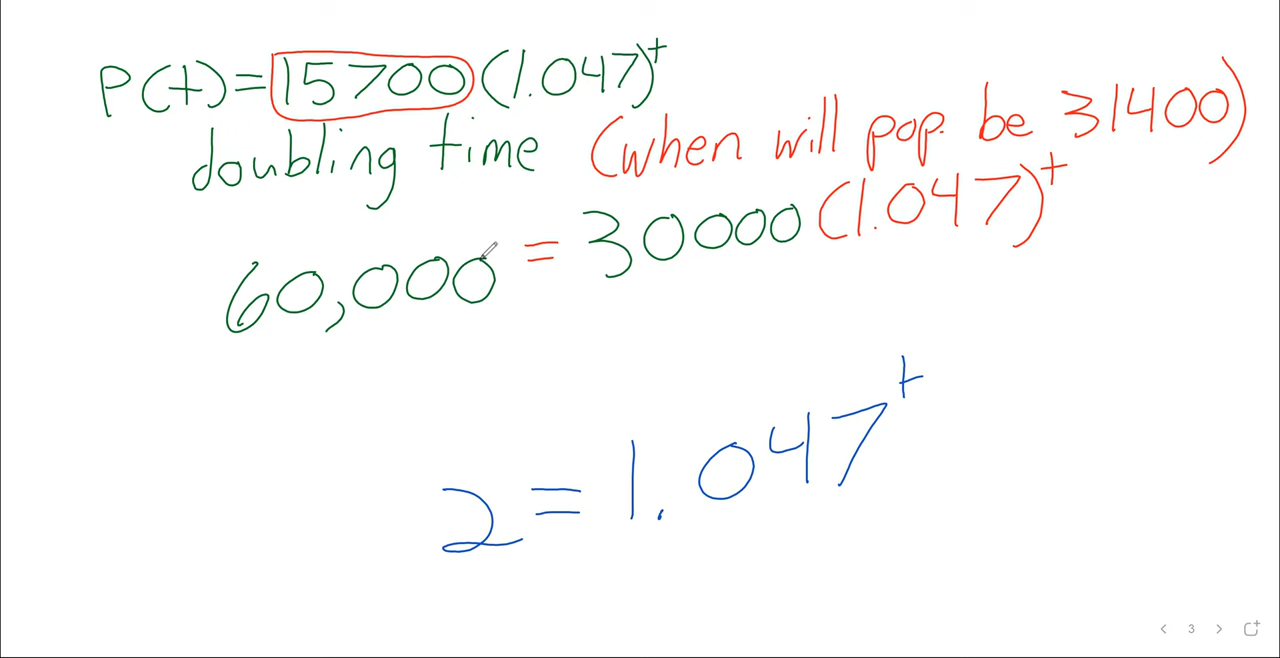 P(t)=15700(1.047)^t
doubling time (when will pop. be 31400)
60,000 = 30000(1.047)^t
2 = 1.047^t
3